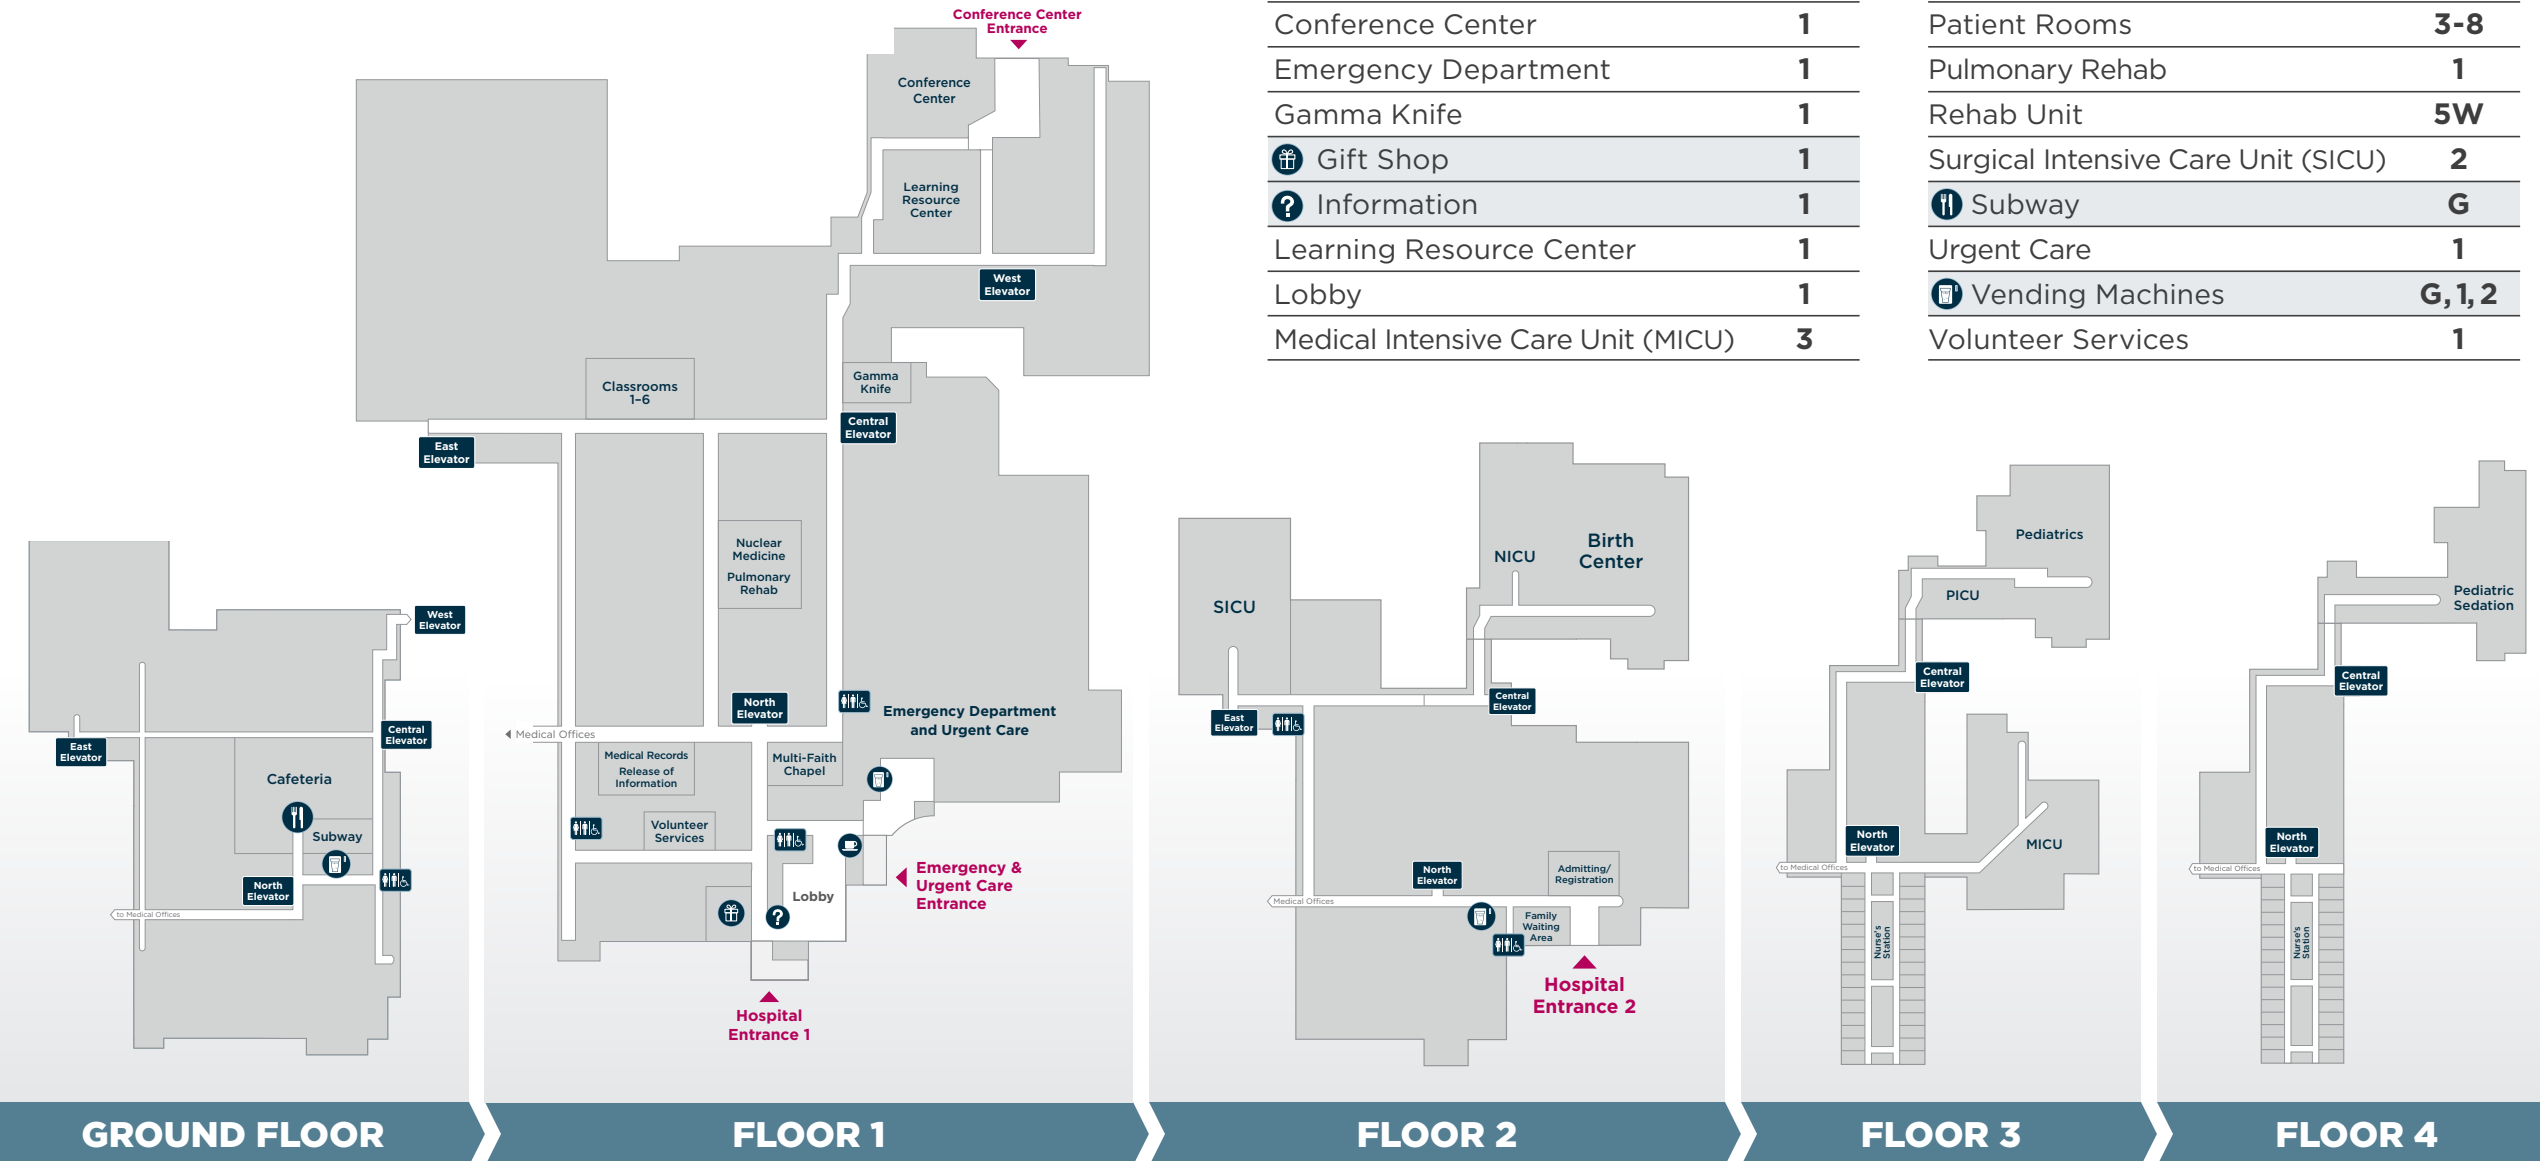 Conference Center
Entrance
Conference Center 1
Emergency Department 1
Gamma Knife 1
Gift Shop 1
Information 1
Learning Resource Center 1
Lobby 1
Medical Intensive Care Unit (MICU) 3
Patient Rooms 3-8
Pulmonary Rehab 1
Rehab Unit 5W
Surgical Intensive Care Unit (SICU) 2
Subway G
Urgent Care 1
Vending Machines G, 1, 2
Volunteer Services 1
West
Elevator
Central
Elevator
East
Elevator
Cafeteria
Subway
North
Elevator
to Medical Offices
GROUND FLOOR
Conference
Center
Learning
Resource
Center
West
Elevator
Classrooms
1-6
Gamma
Knife
Central
Elevator
East
Elevator
Nuclear
Medicine
Pulmonary
Rehab
North
Elevator
Emergency Department
and Urgent Care
Medical Offices
Medical Records
Release of
Information
Multi-Faith
Chapel
Volunteer
Services
?
Lobby
Emergency &
Urgent Care
Entrance
Hospital
Entrance 1
FLOOR 1
SICU
NICU
Birth
Center
East
Elevator
Central
Elevator
North
Elevator
Admitting/
Registration
Medical Offices
Family
Waiting
Area
Hospital
Entrance 2
FLOOR 2
Pediatrics
PICU
Central
Elevator
North
Elevator
MICU
to Medical Offices
Nurse's
Station
FLOOR 3
Pediatric
Sedation
Central
Elevator
North
Elevator
to Medical Offices
Nurse's
Station
FLOOR 4